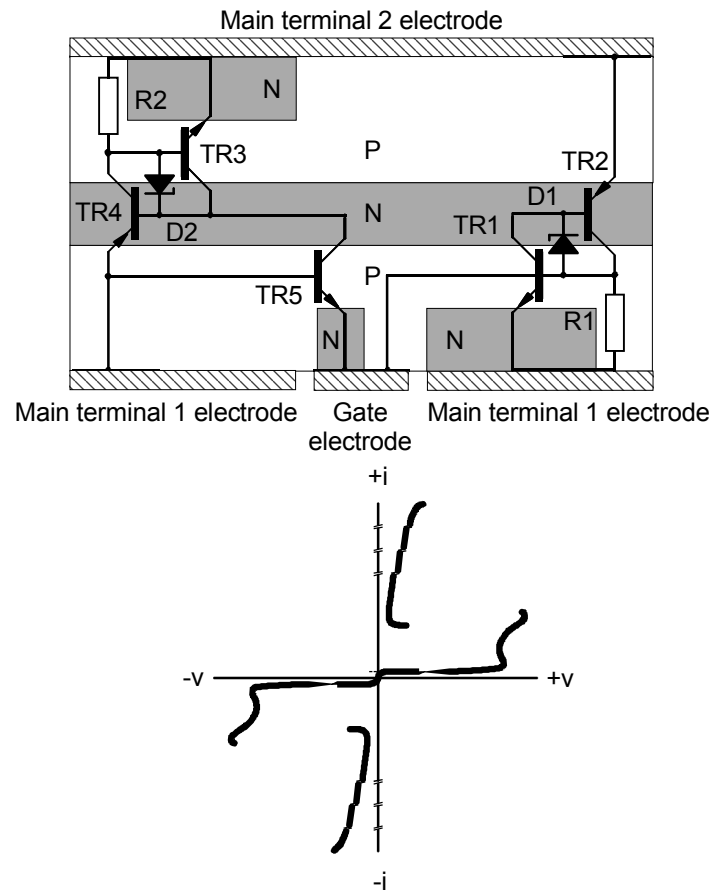 Main terminal 2 electrode
R2
N
TR3
P
TR2
TR4
D2
N
D1
TR1
P
TR5
R1
N
N
Main terminal 1 electrode
Gate
electrode
Main terminal 1 electrode
+i
-v
+v
-i